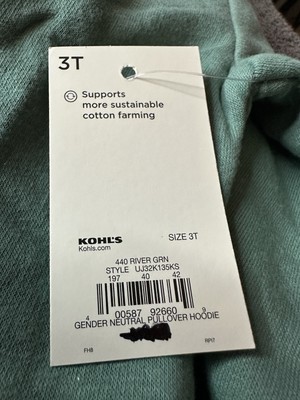 3T
Supports
more sustainable
cotton farming
KOHL'S
Kohls.com
SIZE 3T
440 RIVER GRN
STYLE UJ32K135KS
197 40 42
4 00587 92660 9
GENDER NEUTRAL PULLOVER HOODIE
FH9 RP17